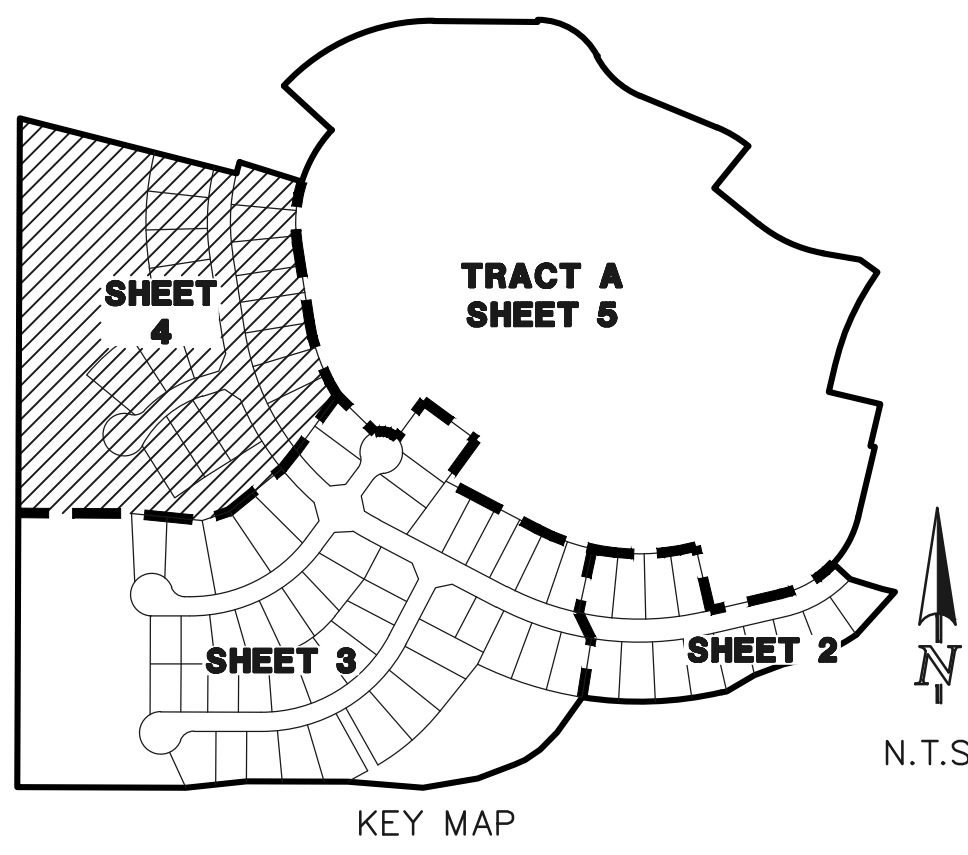 TRACT A
SHEET 5
SHEET
4
SHEET 3
SHEET 2
N
N.T.S
KEY MAP